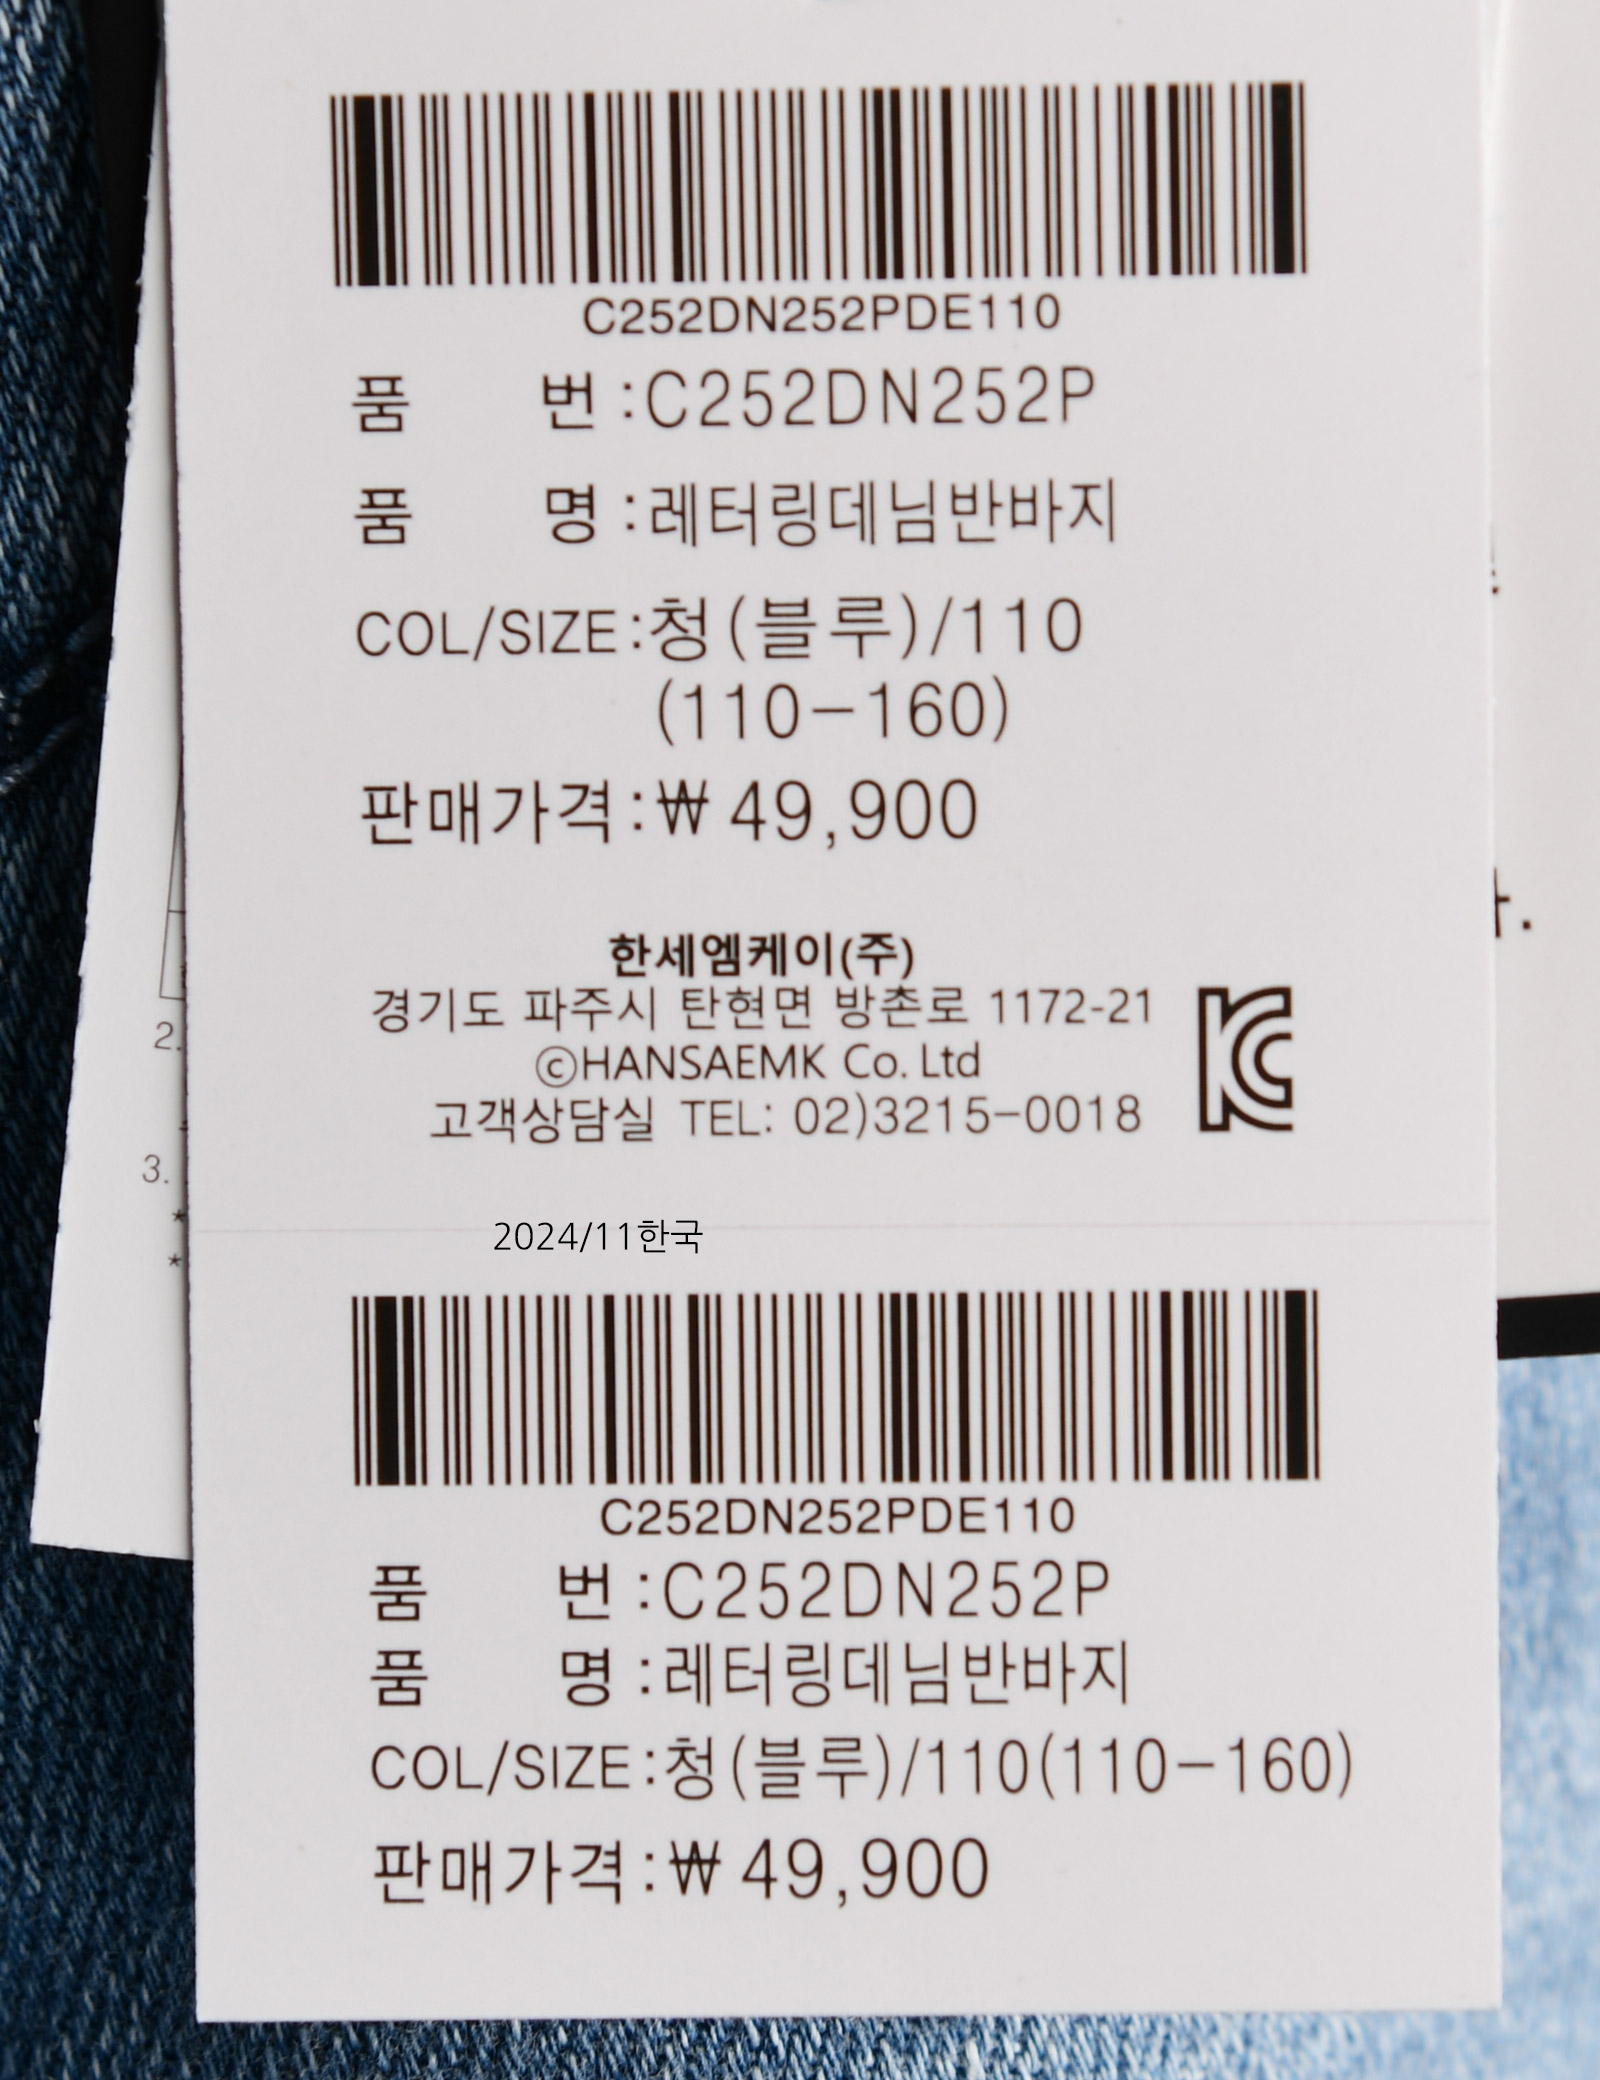 C252DN252PDE110
품 번 :C252DN252P
품 명 :레터링데님반바지
COL/SIZE:청(블루)/110
(110-160)
판매가격:₩ 49,900
한세엠케이(주)
경기도 파주시 탄현면 방촌로 1172-21
ⓒHANSAEMK Co. Ltd
고객상담실 TEL: 02)3215-0018
KC
2.
3.
*
*
2024/11한국
C252DN252PDE110
품 번 :C252DN252P
품 명 :레터링데님반바지
COL/SIZE:청(블루)/110(110-160)
판매가격:₩ 49,900